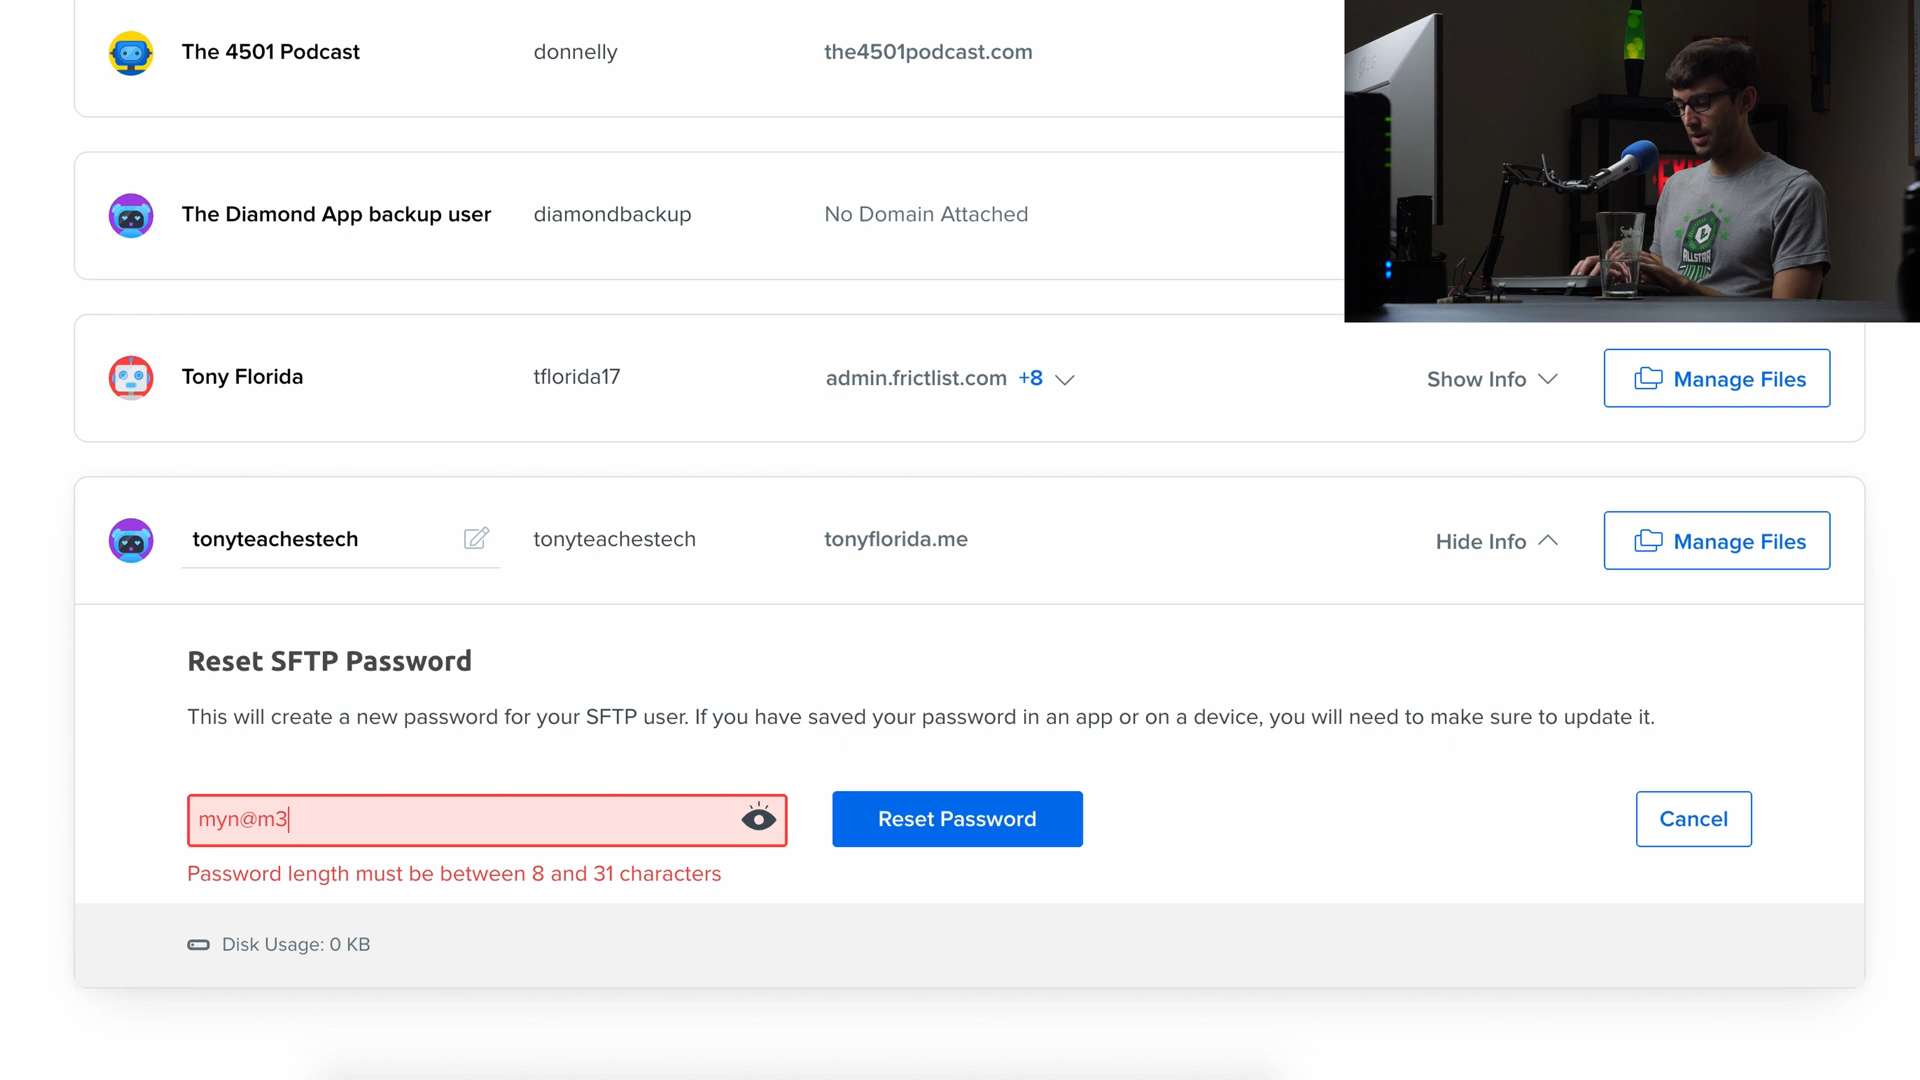 The 4501 Podcast donnelly the4501podcast.com
The Diamond App backup user diamondbackup No Domain Attached
ALLSTAR
Tony Florida tflorida17 admin.frictlist.com +8 Show Info Manage Files
tonyteachestech tonyteachestech tonyflorida.me Hide Info Manage Files
Reset SFTP Password
This will create a new password for your SFTP user. If you have saved your password in an app or on a device, you will need to make sure to update it.
myn@m3 Reset Password Cancel
Password length must be between 8 and 31 characters
Disk Usage: 0 KB